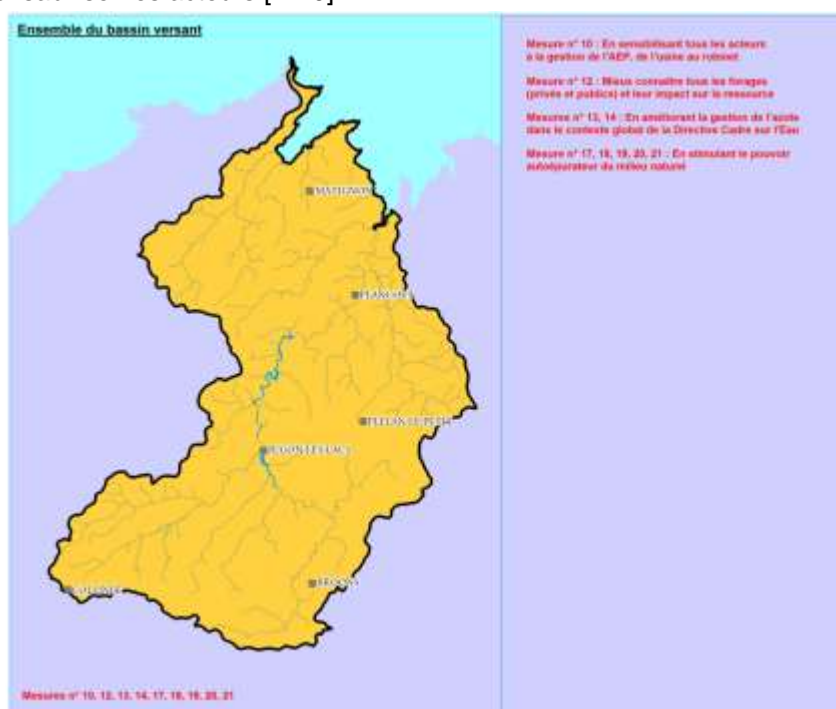 Ensemble du bassin versant
Mesure n° 10 : En sensibilisant tous les acteurs
à la gestion de l'AEP, de l'usine au robinet
Mesure n° 12 : Mieux connaître tous les forages
(privés et publics) et leur impact sur la ressource
Mesures n° 13, 14 : En améliorant la gestion de l'azote
dans le contexte global de la Directive Cadre sur l'Eau
Mesure n° 17, 18, 19, 20, 21 : En stimulant le pouvoir
autoépurateur du milieu naturel
MATIGNON
PLANCOET
PLELAN-LE-PETIT
JUGON-LES-LACS
BROONS
Mesures n° 10, 12, 13, 14, 17, 18, 19, 20, 21